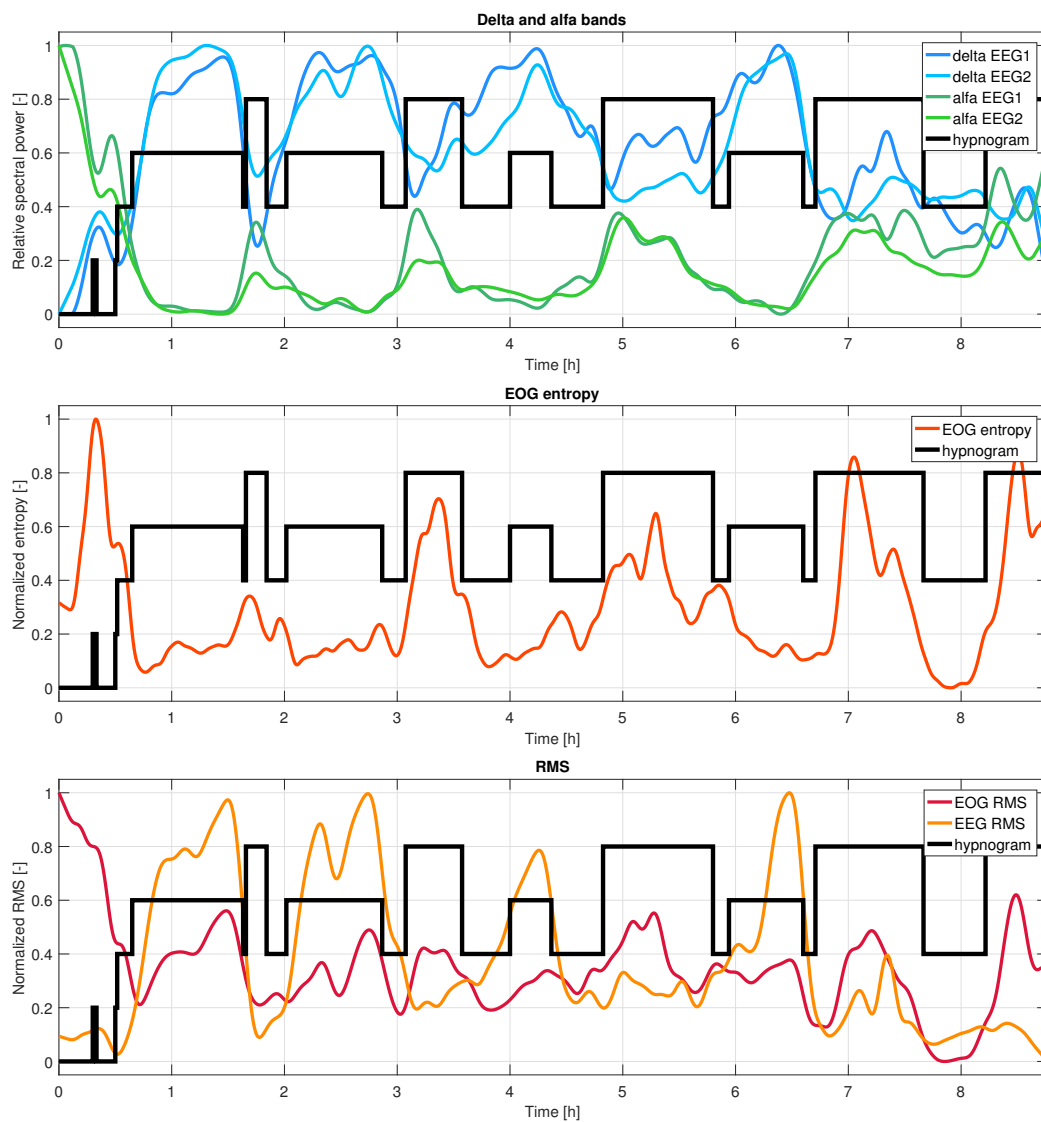 Delta and alfa bands
Relative spectral power [-]
1
0.8
0.6
0.4
0.2
0
delta EEG1
delta EEG2
alfa EEG1
alfa EEG2
hypnogram
0 1 2 3 4 5 6 7 8
Time [h]
EOG entropy
Normalized entropy [-]
1
0.8
0.6
0.4
0.2
0
EOG entropy
hypnogram
0 1 2 3 4 5 6 7 8
Time [h]
RMS
Normalized RMS [-]
1
0.8
0.6
0.4
0.2
0
EOG RMS
EEG RMS
hypnogram
0 1 2 3 4 5 6 7 8
Time [h]